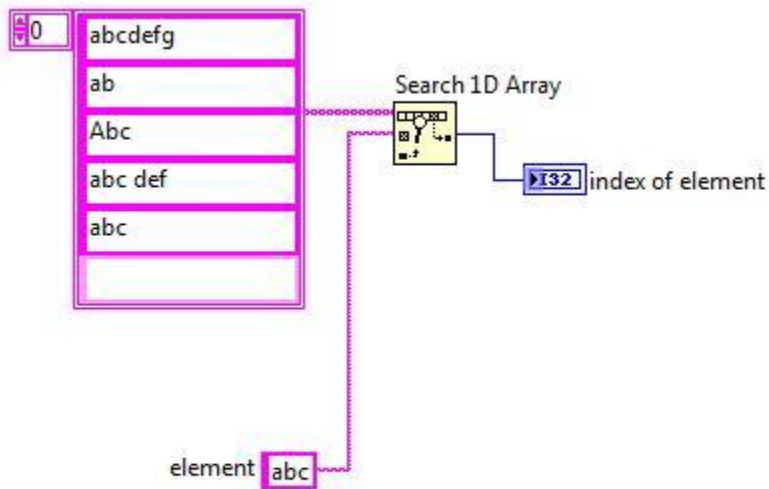 0
abcdefg
ab
Abc
abc def
abc
Search 1D Array
I32
index of element
element
abc